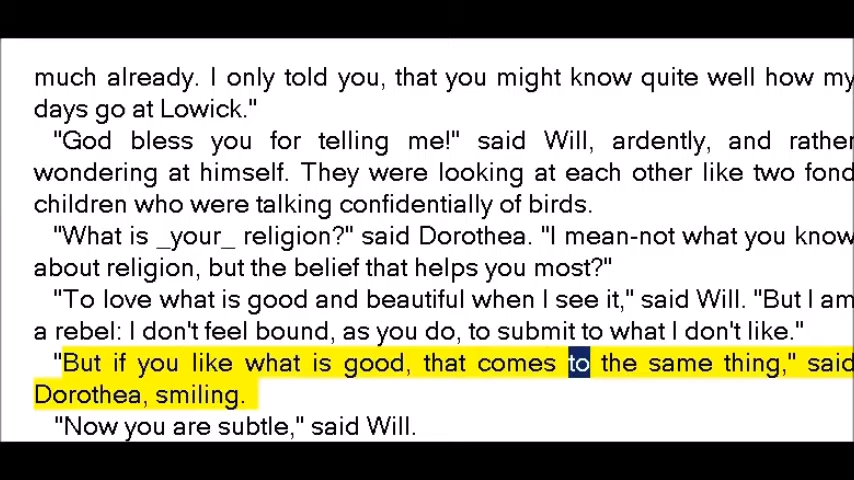 much already. I only told you, that you might know quite well how my
days go at Lowick."
"God bless you for telling me!" said Will, ardently, and rather
wondering at himself. They were looking at each other like two fond
children who were talking confidentially of birds.
"What is _your_ religion?" said Dorothea. "I mean-not what you know
about religion, but the belief that helps you most?"
"To love what is good and beautiful when I see it," said Will. "But I am
a rebel: I don't feel bound, as you do, to submit to what I don't like."
"But if you like what is good, that comes to the same thing," said
Dorothea, smiling.
"Now you are subtle," said Will.